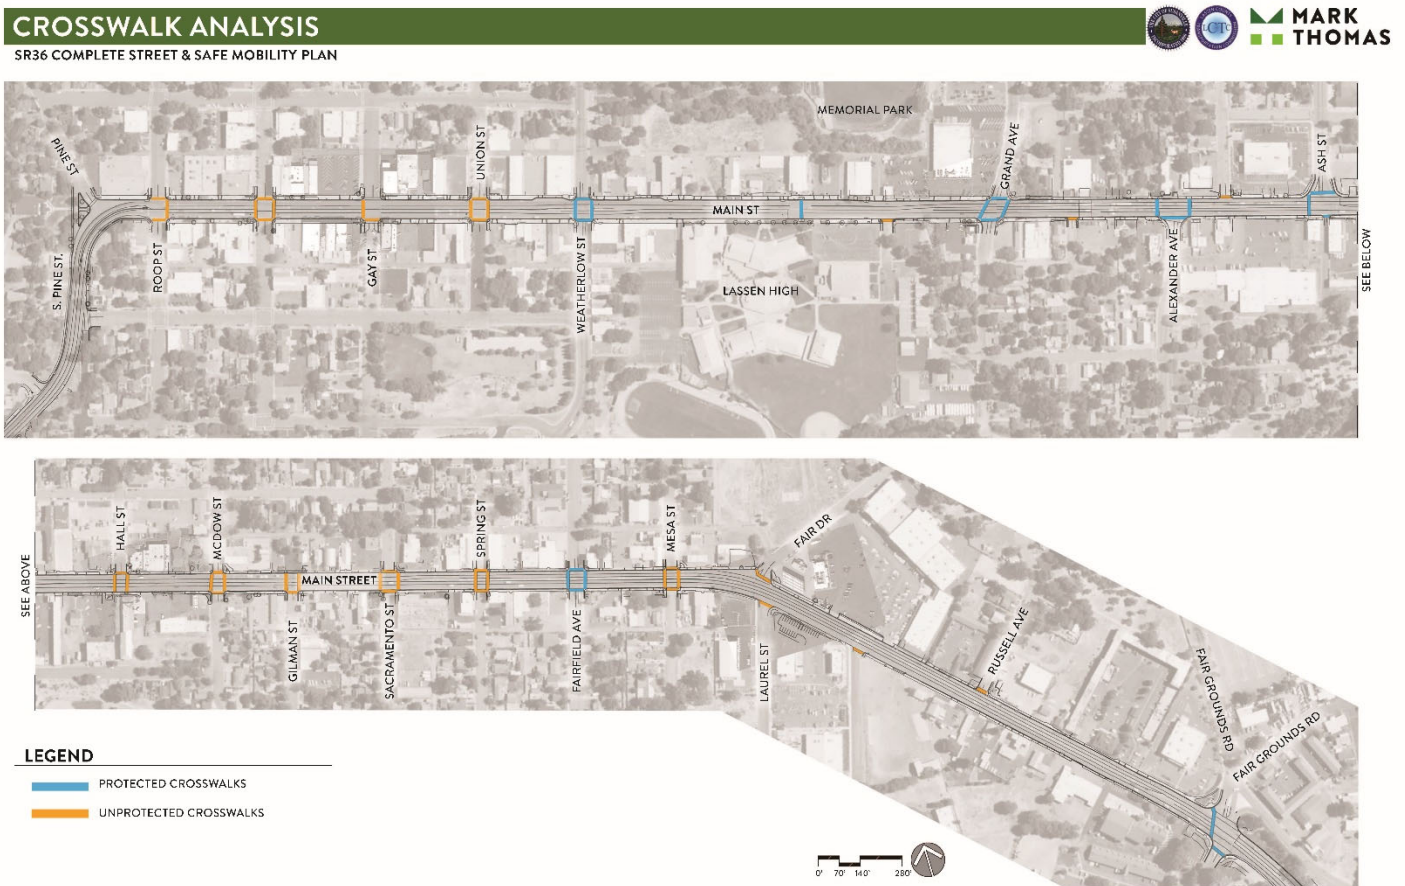 CROSSWALK ANALYSIS
SR36 COMPLETE STREET & SAFE MOBILITY PLAN
LCTC
MARK
THOMAS
PINE ST
S. PINE ST.
ROOP ST
GAY ST
UNION ST
WEATHERLOW ST
MAIN ST
LASSEN HIGH
MEMORIAL PARK
GRAND AVE
ALEXANDER AVE
ASH ST
SEE BELOW
SEE ABOVE
HALL ST
MCDOW ST
GILMAN ST
MAIN STREET
SACRAMENTO ST
SPRING ST
FAIRFIELD AVE
MESA ST
LAUREL ST
FAIR DR
RUSSELL AVE
FAIR GROUNDS RD
FAIR GROUNDS RD
LEGEND
PROTECTED CROSSWALKS
UNPROTECTED CROSSWALKS
0' 70' 140' 280'